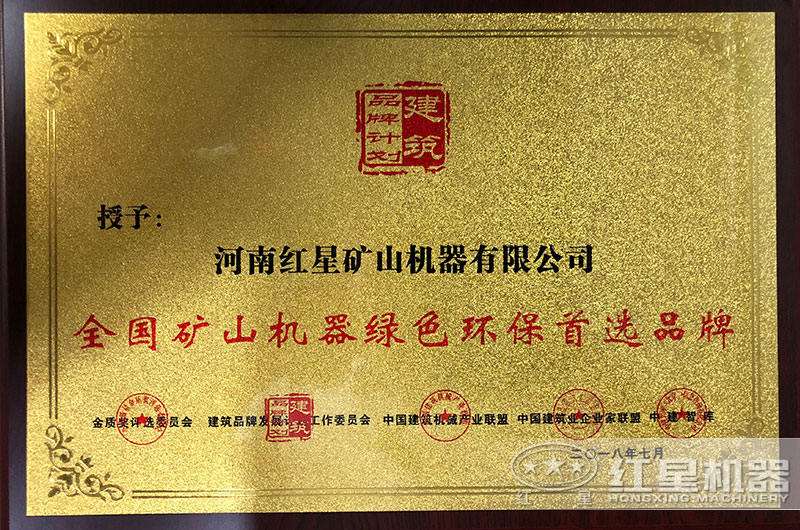 建筑
品牌计划
授予：
河南红星矿山机器有限公司
全国矿山机器绿色环保首选品牌
金质奖评选委员会 建筑品牌发展 工作委员会 中国建筑机械产业联盟 中国建筑业企业家联盟 中建智库
建筑
二〇一八年七月
红星机器
红星
HONGXING MACHINERY